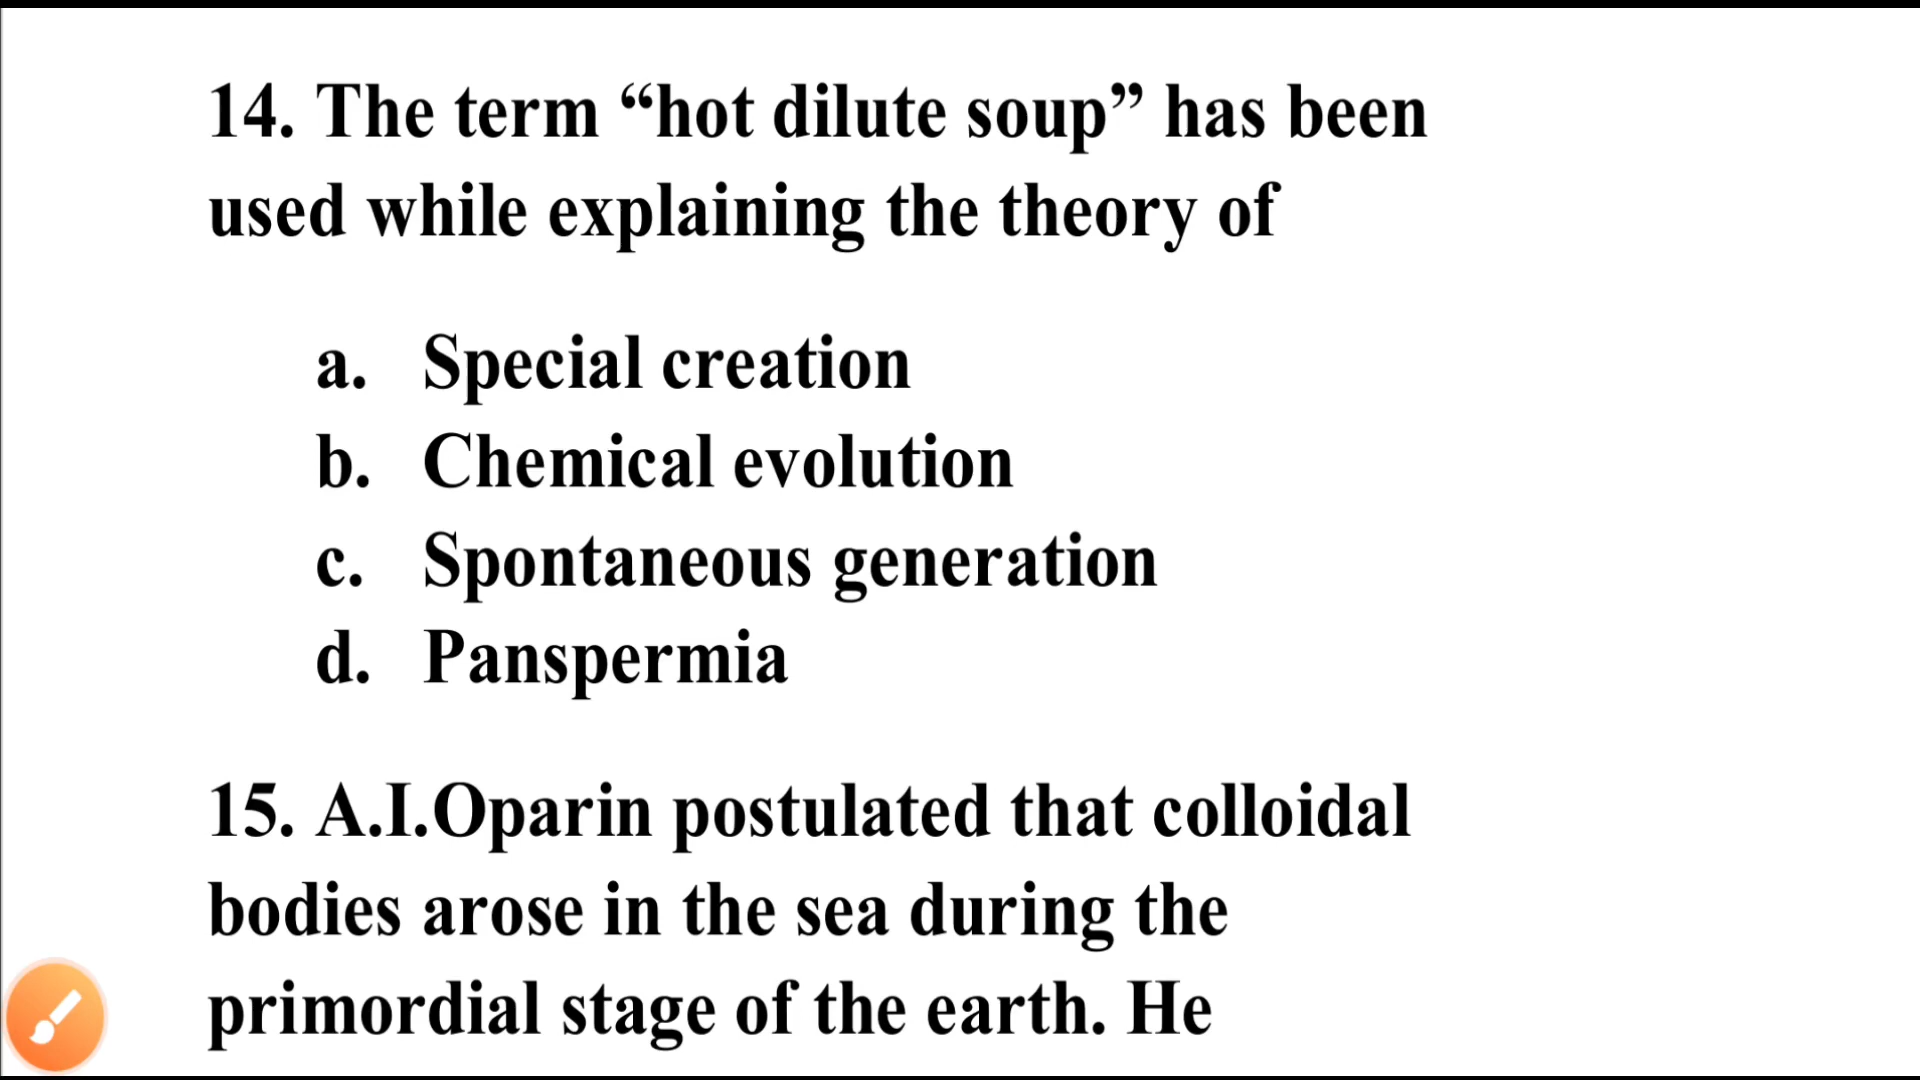 14. The term “hot dilute soup” has been
used while explaining the theory of
a. Special creation
b. Chemical evolution
c. Spontaneous generation
d. Panspermia
15. A.I.Oparin postulated that colloidal
bodies arose in the sea during the
primordial stage of the earth. He